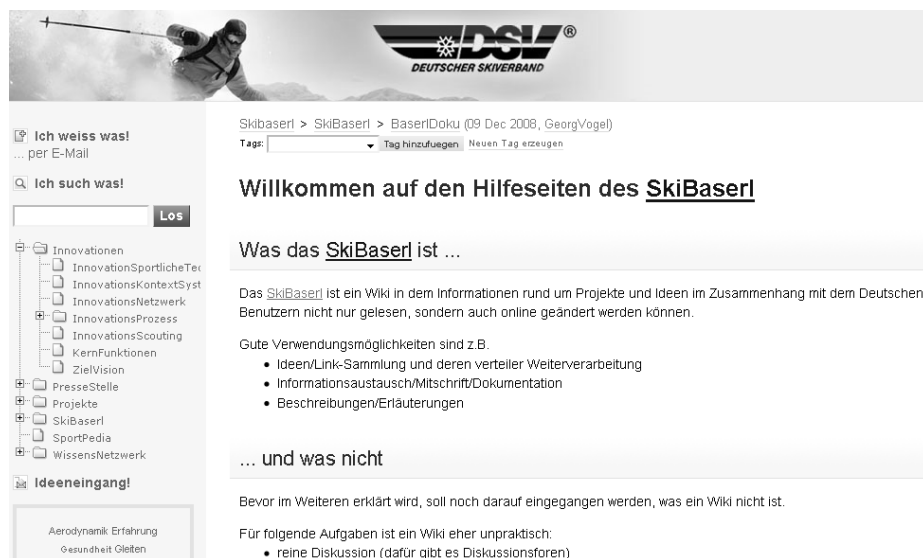 DSV®
DEUTSCHER SKIVERBAND
Ich weiss was!
... per E-Mail
Ich such was!
Los
Innovationen
InnovationSportlicheTec
InnovationsKontextSyst
InnovationsNetzwerk
InnovationsProzess
InnovationsScouting
KernFunktionen
ZielVision
PresseStelle
Projekte
SkiBaserl
SportPedia
WissensNetzwerk
Ideeneingang!
Aerodynamik Erfahrung
Gesundheit Gleiten
Skibaserl > SkiBaserl > BaserlDoku (09 Dec 2008, GeorgVogel)
Tags: Tag hinzufuegen Neuen Tag erzeugen
Willkommen auf den Hilfeseiten des SkiBaserl
Was das SkiBaserl ist ...
Das SkiBaserl ist ein Wiki in dem Informationen rund um Projekte und Ideen im Zusammenhang mit dem Deutschen
Benutzern nicht nur gelesen, sondern auch online geändert werden können.
Gute Verwendungsmöglichkeiten sind z.B.
• Ideen/Link-Sammlung und deren verteiler Weiterverarbeitung
• Informationsaustausch/Mitschrift/Dokumentation
• Beschreibungen/Erläuterungen
... und was nicht
Bevor im Weiteren erklärt wird, soll noch darauf eingegangen werden, was ein Wiki nicht ist.
Für folgende Aufgaben ist ein Wiki eher unpraktisch:
• reine Diskussion (dafür gibt es Diskussionsforen)